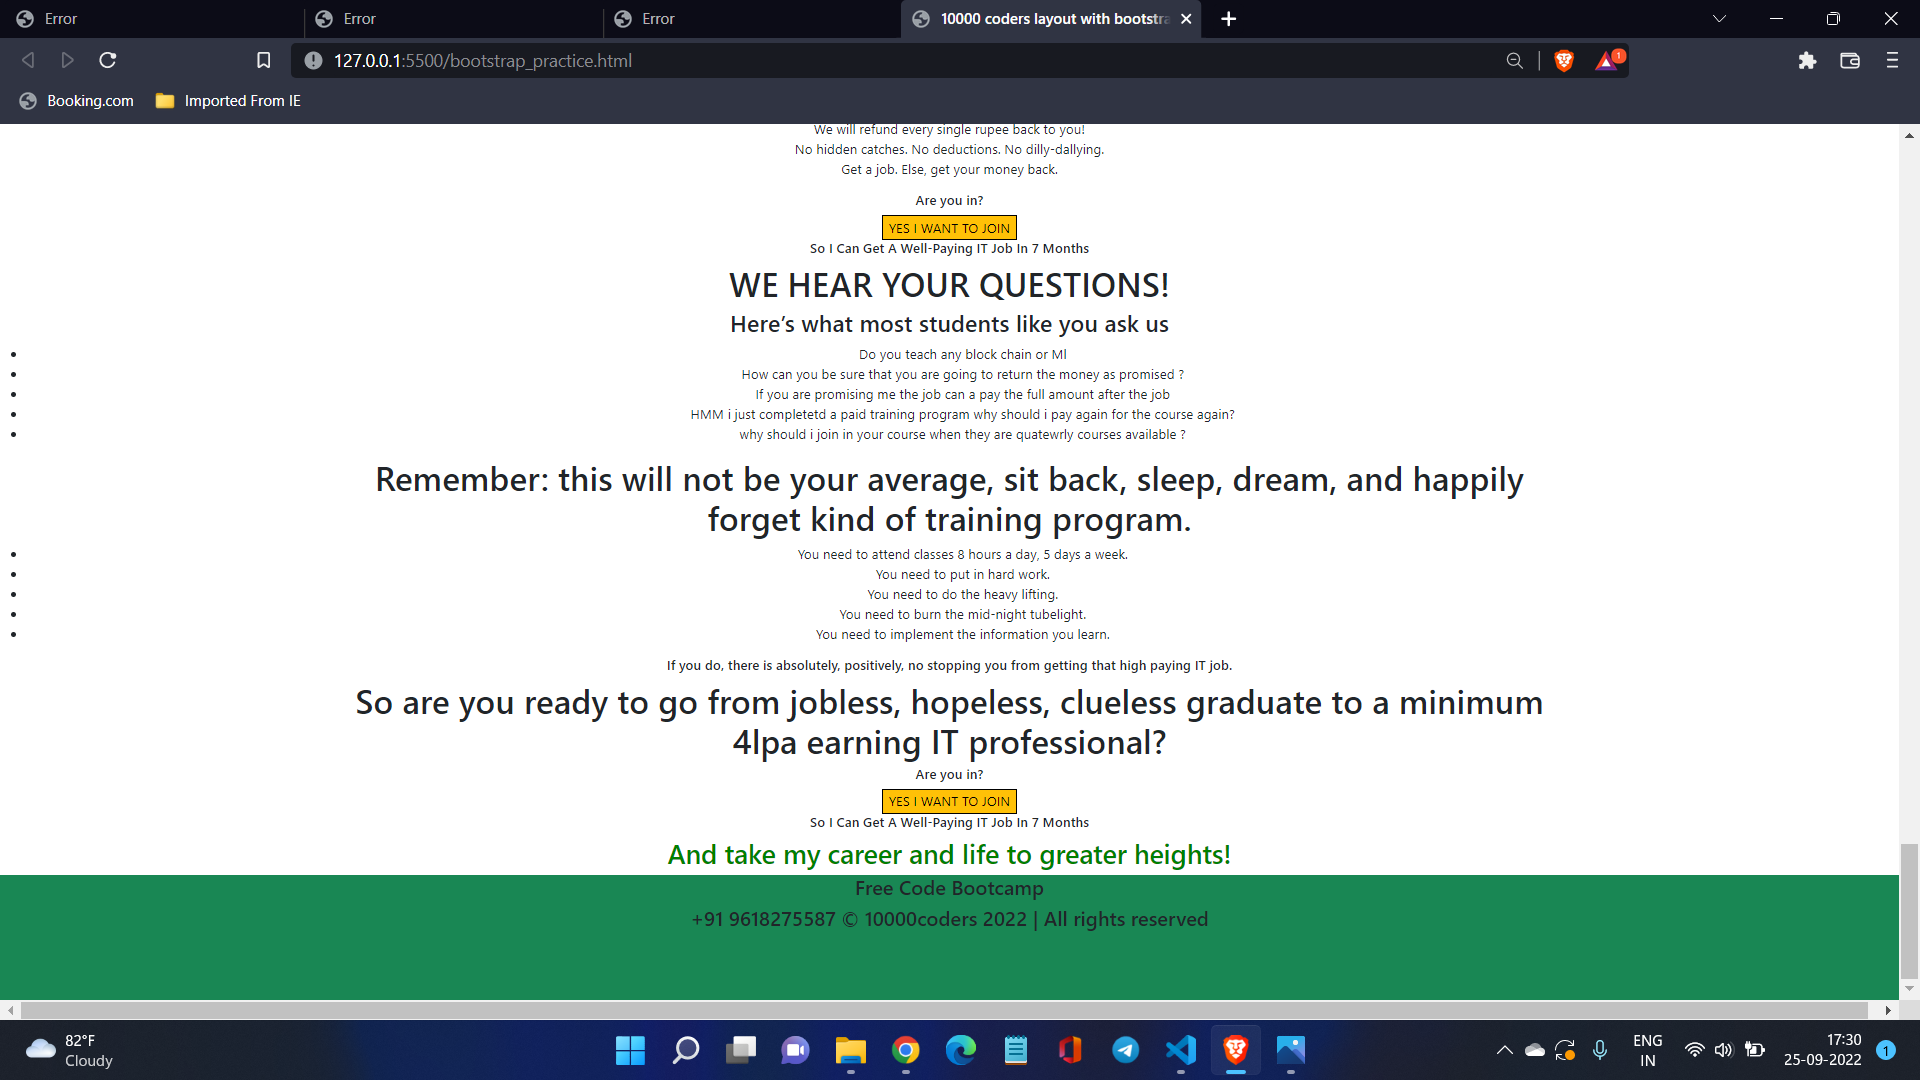 Error
Error
Error
10000 coders layout with bootstra
127.0.0.1:5500/bootstrap_practice.html
1
Booking.com
Imported From IE
We will refund every single rupee back to you!
No hidden catches. No deductions. No dilly-dallying.
Get a job. Else, get your money back.
Are you in?
YES I WANT TO JOIN
So I Can Get A Well-Paying IT Job In 7 Months
WE HEAR YOUR QUESTIONS!
Here’s what most students like you ask us
Do you teach any block chain or Ml
How can you be sure that you are going to return the money as promised ?
If you are promising me the job can a pay the full amount after the job
HMM i just completetd a paid training program why should i pay again for the course again?
why should i join in your course when they are quatewrly courses available ?
Remember: this will not be your average, sit back, sleep, dream, and happily
forget kind of training program.
You need to attend classes 8 hours a day, 5 days a week.
You need to put in hard work.
You need to do the heavy lifting.
You need to burn the mid-night tubelight.
You need to implement the information you learn.
If you do, there is absolutely, positively, no stopping you from getting that high paying IT job.
So are you ready to go from jobless, hopeless, clueless graduate to a minimum
4lpa earning IT professional?
Are you in?
YES I WANT TO JOIN
So I Can Get A Well-Paying IT Job In 7 Months
And take my career and life to greater heights!
Free Code Bootcamp
+91 9618275587 © 10000coders 2022 | All rights reserved
82°F
Cloudy
ENG
IN
17:30
25-09-2022
1